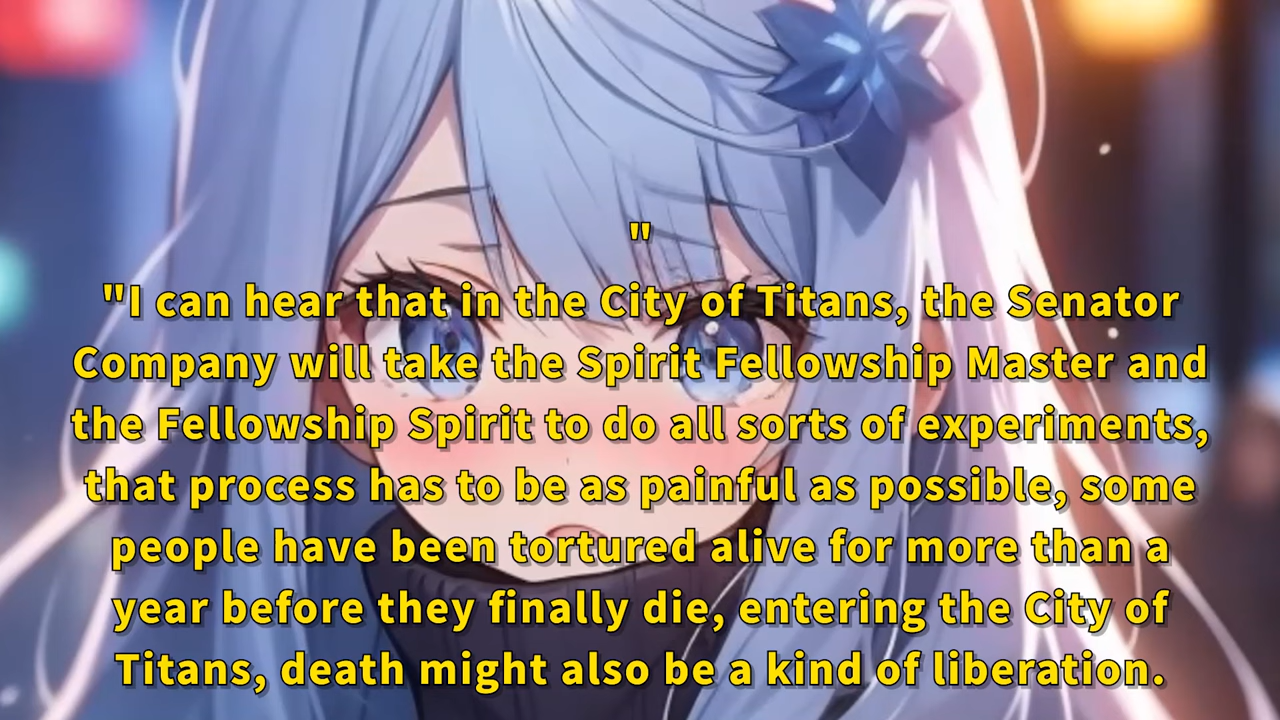 "
"I can hear that in the City of Titans, the Senator
Company will take the Spirit Fellowship Master and
the Fellowship Spirit to do all sorts of experiments,
that process has to be as painful as possible, some
people have been tortured alive for more than a
year before they finally die, entering the City of
Titans, death might also be a kind of liberation.